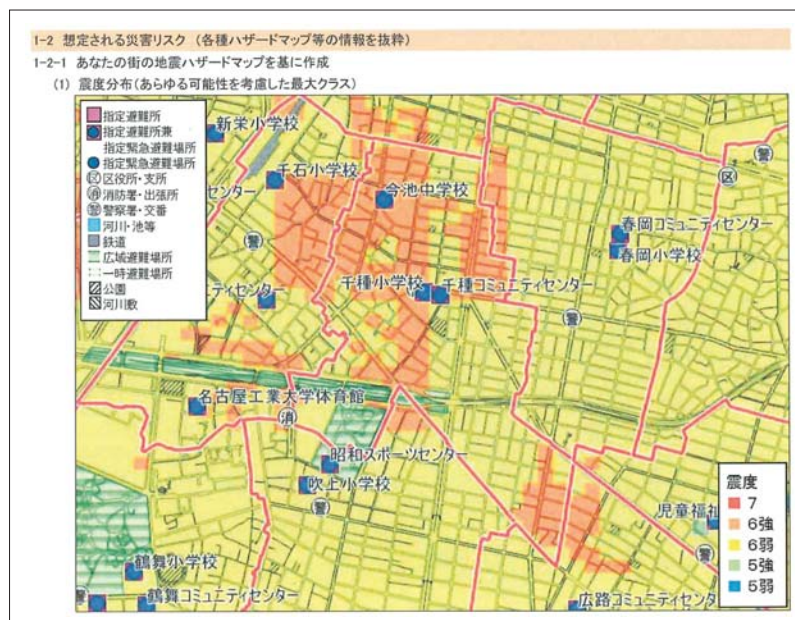 1-2 想定される災害リスク (各種ハザードマップ等の情報を抜粋)
1-2-1 あなたの街の地震ハザードマップを基に作成
(1) 震度分布(あらゆる可能性を考慮した最大クラス)
指定避難所
指定避難所兼
指定緊急避難場所
指定緊急避難場所
区役所・支所
消防署・出張所
警察署・交番
河川・池等
鉄道
広域避難場所
一時避難場所
公園
河川敷
区
消
警
新栄小学校
千石小学校
センター
今池中学校
警
区
警
春岡コミュニティセンター
春岡小学校
警
千種小学校
千種コミュニティセンター
ティセンター
警
名古屋工業大学体育館
消
昭和スポーツセンター
吹上小学校
警
児童福祉
警
鶴舞小学校
警
鶴舞コミュニティセンター
広路コミュニティセンタ
震度
7
6強
6弱
5強
5弱